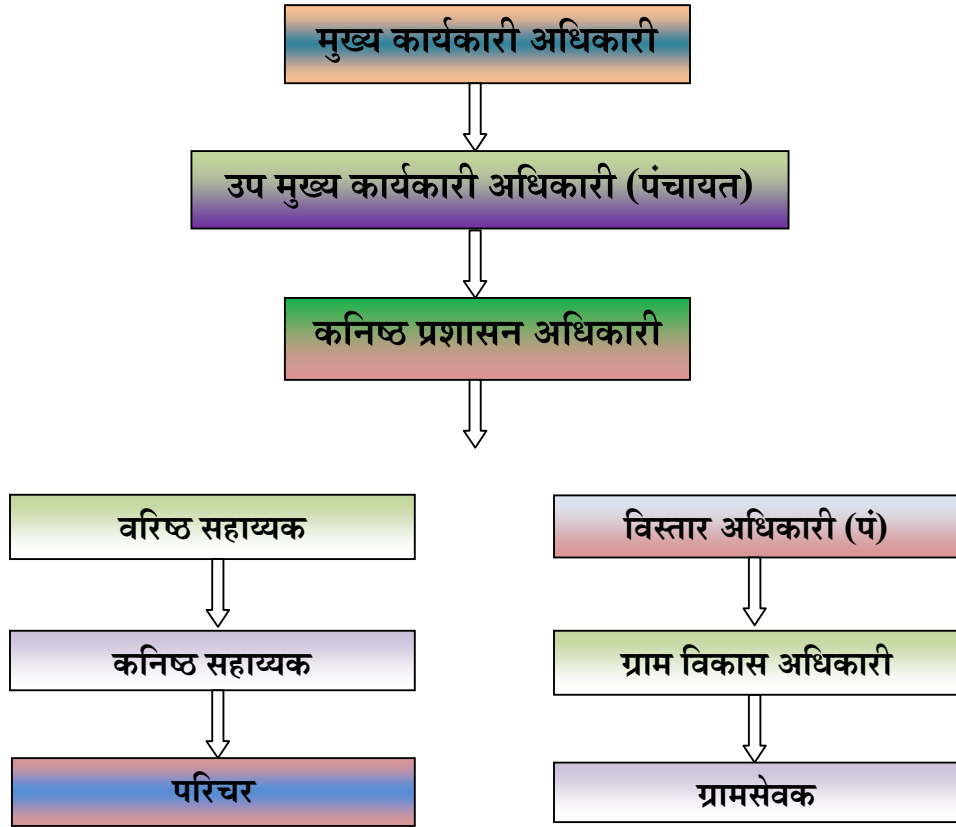 मुख्य कार्यकारी अधिकारी
उप मुख्य कार्यकारी अधिकारी (पंचायत)
कनिष्ठ प्रशासन अधिकारी
वरिष्ठ सहाय्यक
कनिष्ठ सहाय्यक
परिचर
विस्तार अधिकारी (पं)
ग्राम विकास अधिकारी
ग्रामसेवक